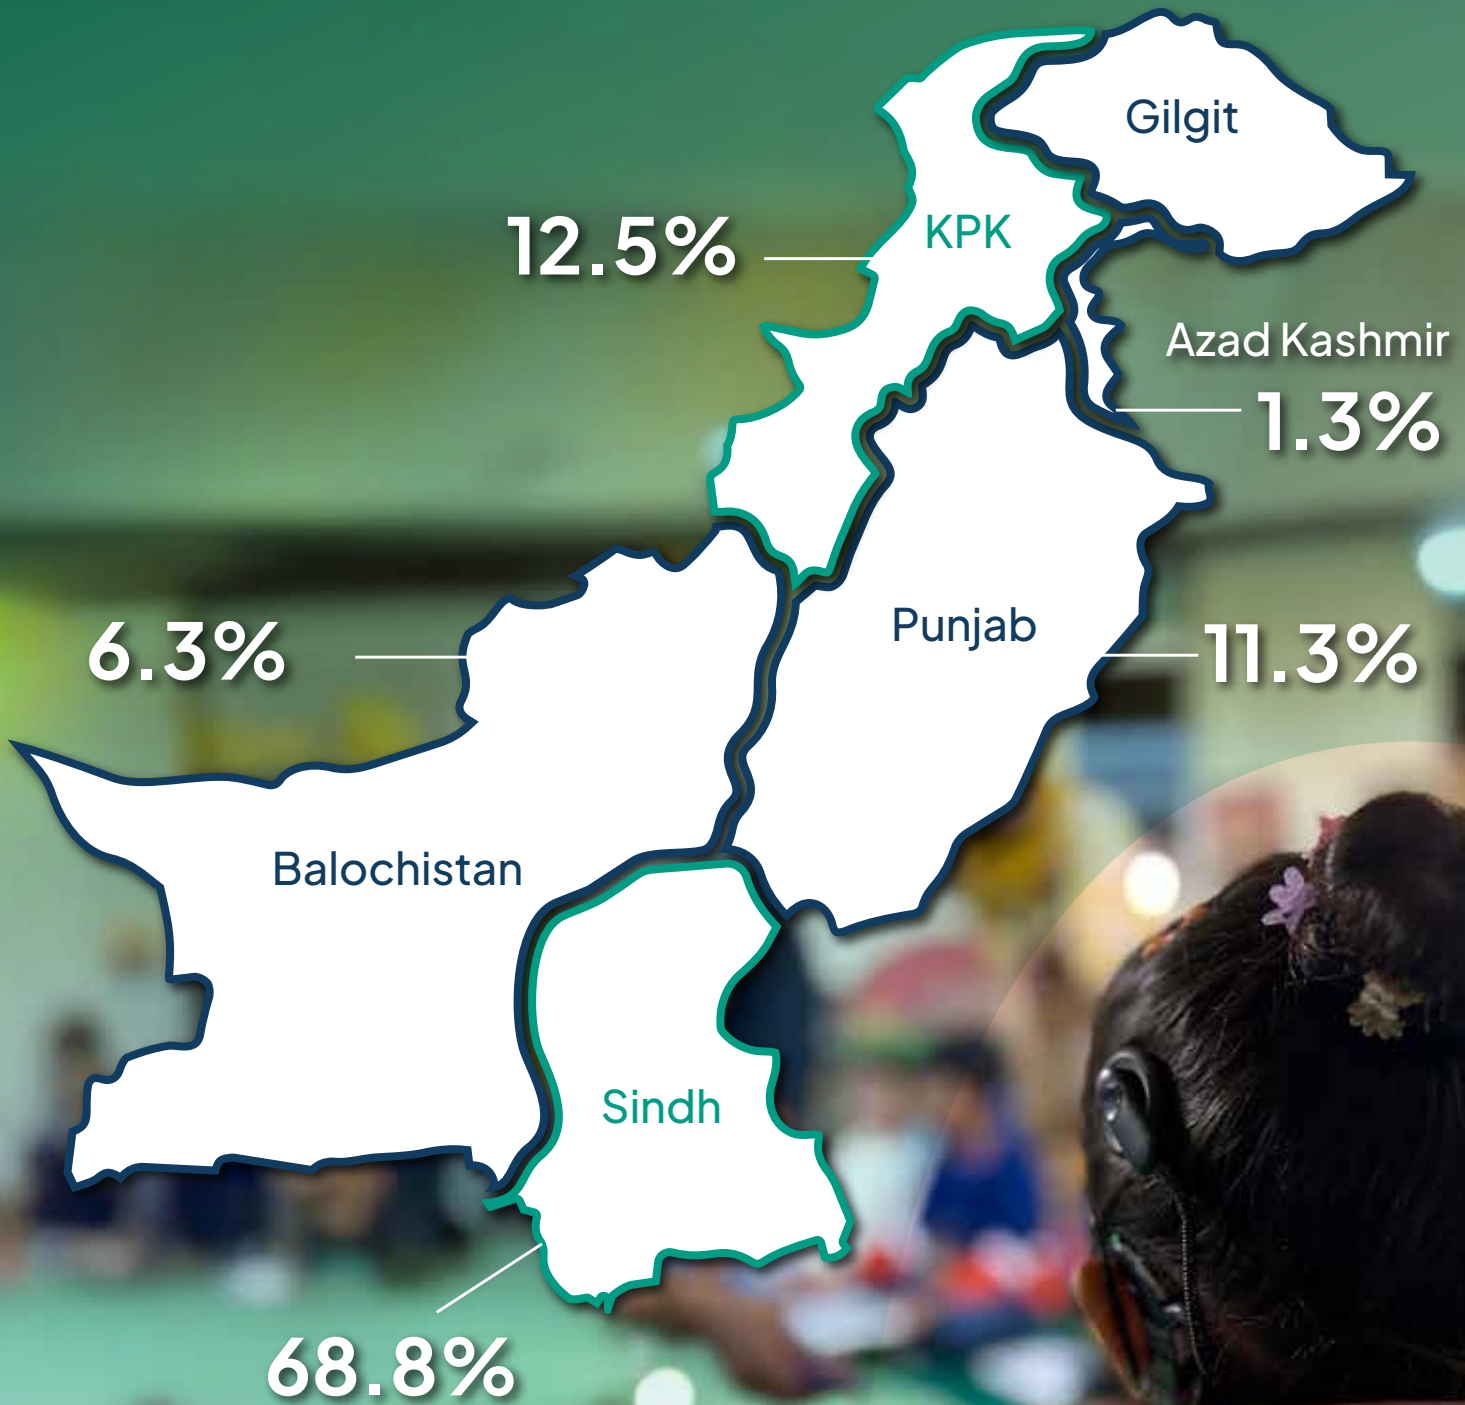 Gilgit
KPK
12.5%
Azad Kashmir
1.3%
Punjab
11.3%
6.3%
Balochistan
Sindh
68.8%